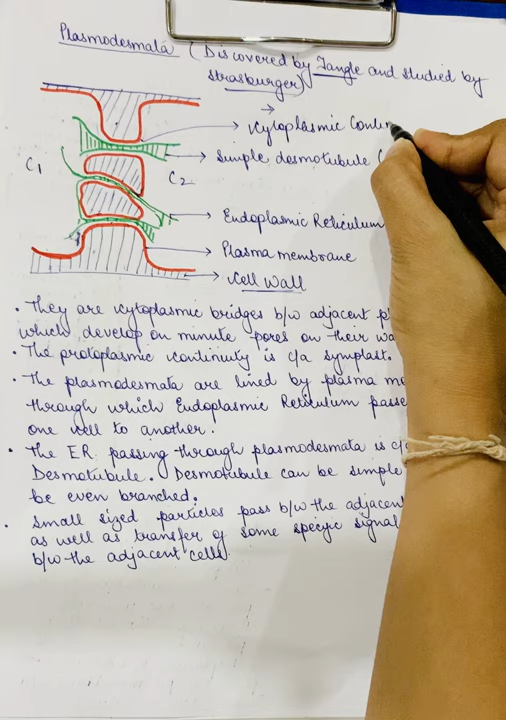 Plasmodesmata (Discovered by Tangle and studied by
Strasburger)
→ Cytoplasmic Contin
C1
C2
→ Simple desmotubule (
→ Endoplasmic Reticulum
→ Plasma membrane
→ Cell Wall
• They are cytoplasmic bridges b/w adjacent pl
which develop on minute pores on their wa
• The protoplasmic continuity is c/a symplast.
• The plasmodesmata are lined by plasma me
through which Endoplasmic Reticulum passe
one cell to another.
• The ER passing through plasmodesmata is c/a
Desmotubule. Desmotubule can be simple
be even branched.
• Small sized particles pass b/w the adjacent
as well as transfer of some specific signal
b/w the adjacent cells.